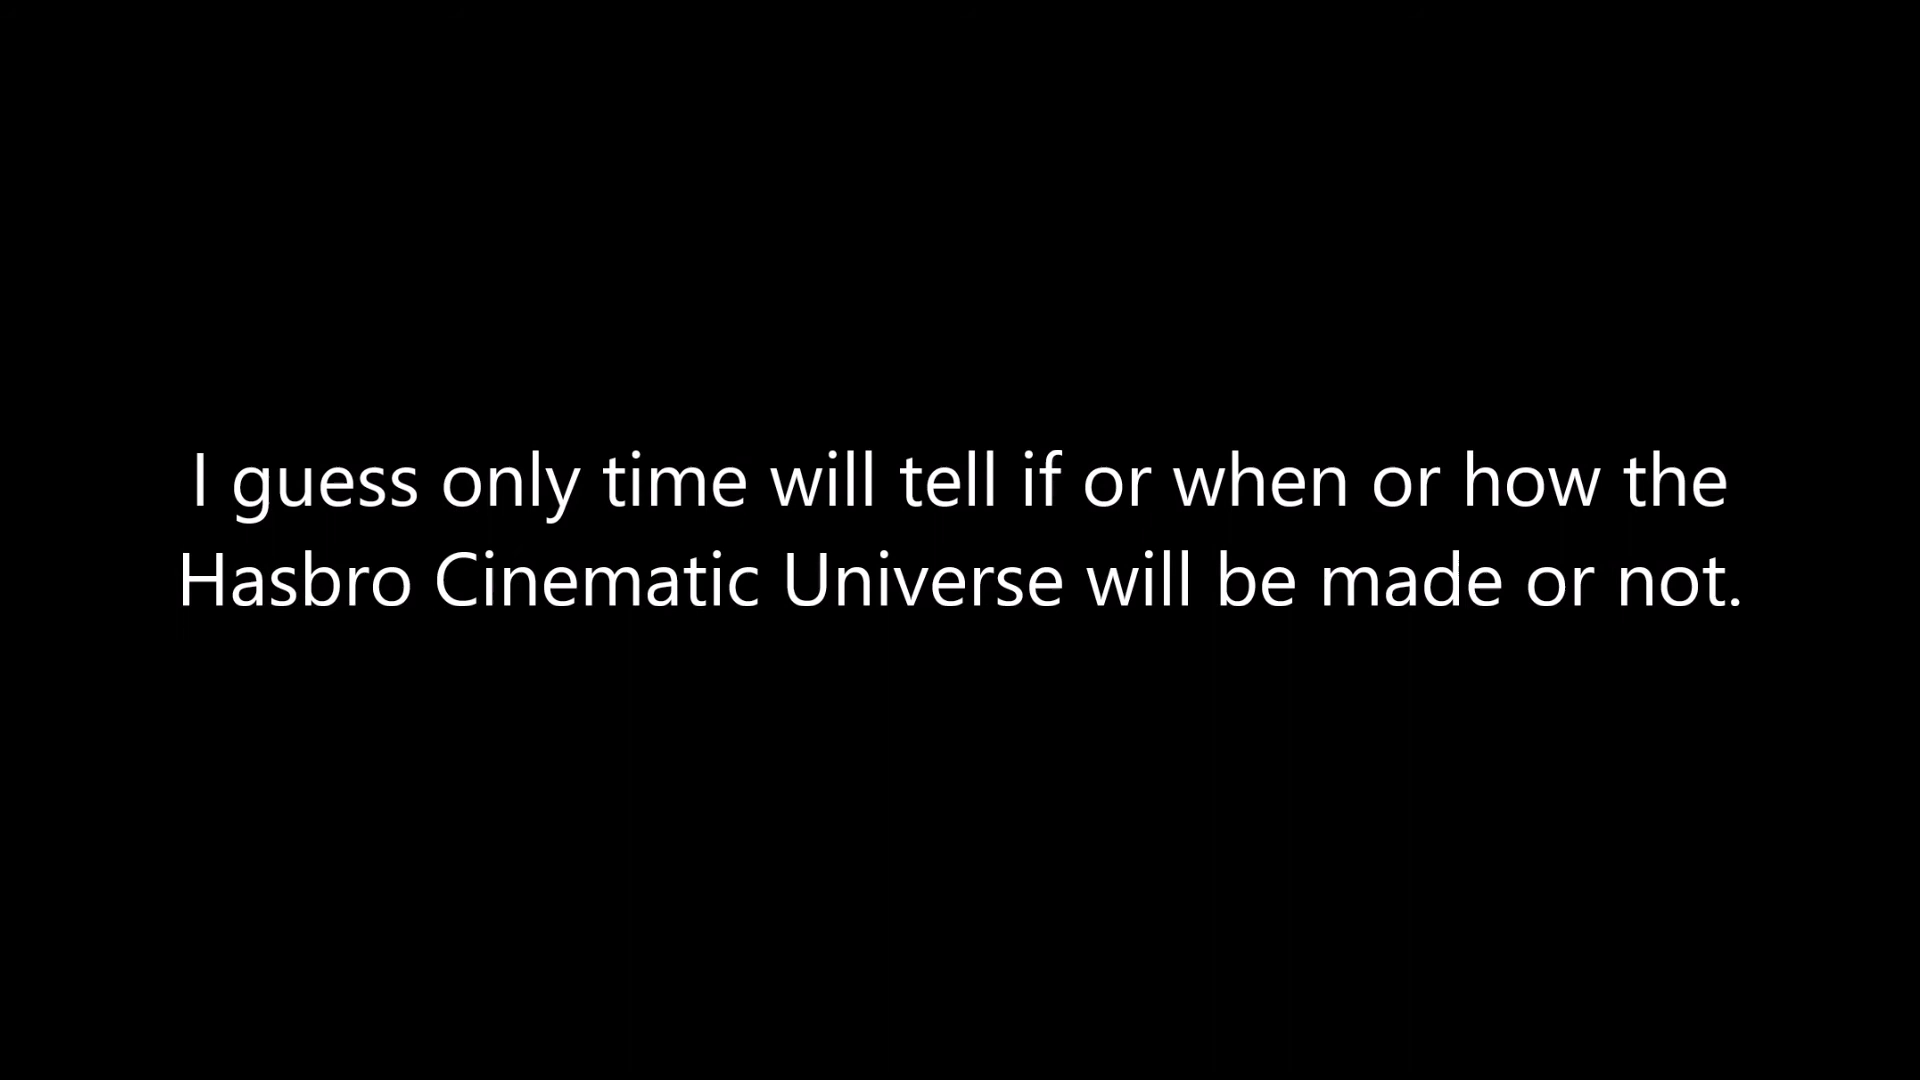 I guess only time will tell if or when or how the
Hasbro Cinematic Universe will be made or not.